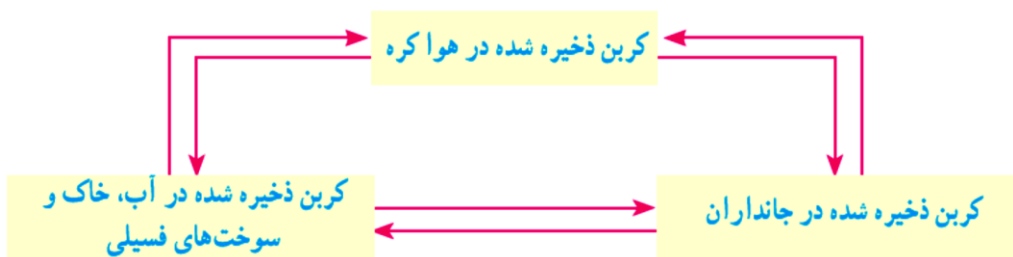 کربن ذخیره شده در هوا کره
کربن ذخیره شده در جانداران
کربن ذخیره شده در آب، خاک و
سوخت‌های فسیلی